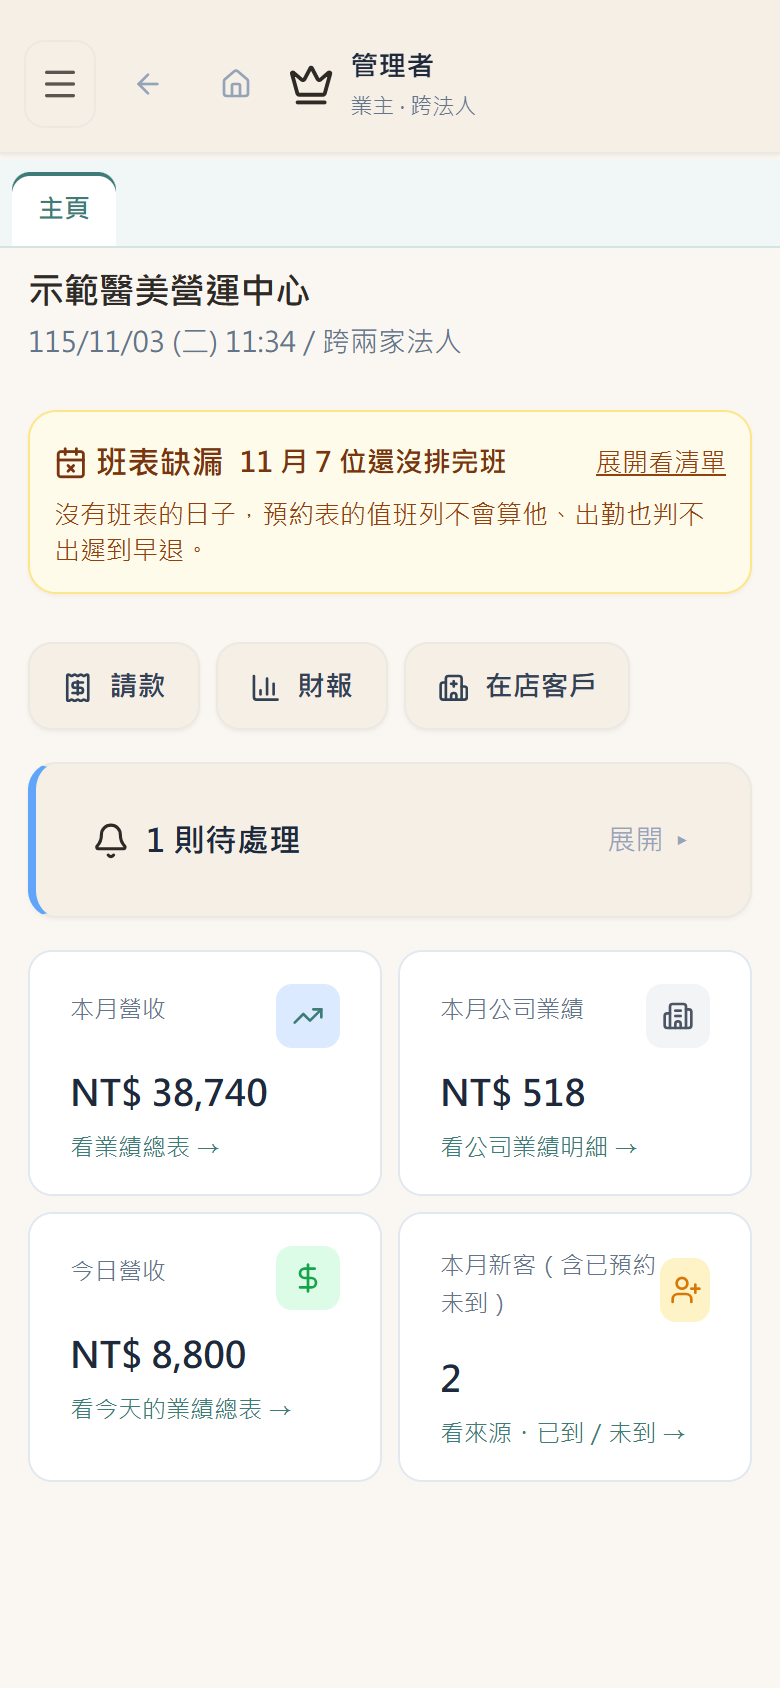 管理者
業主 · 跨法人
主頁
示範醫美營運中心
115/11/03 (二) 11:34 / 跨兩家法人
班表缺漏 11 月 7 位還沒排完班
展開看清單
沒有班表的日子，預約表的值班列不會算他、出勤也判不
出遲到早退。
請款
財報
在店客戶
1 則待處理
展開 ▸
本月營收
NT$ 38,740
看業績總表 →
本月公司業績
NT$ 518
看公司業績明細 →
今日營收
NT$ 8,800
看今天的業績總表 →
本月新客（含已預約
未到）
2
看來源 · 已到 / 未到 →